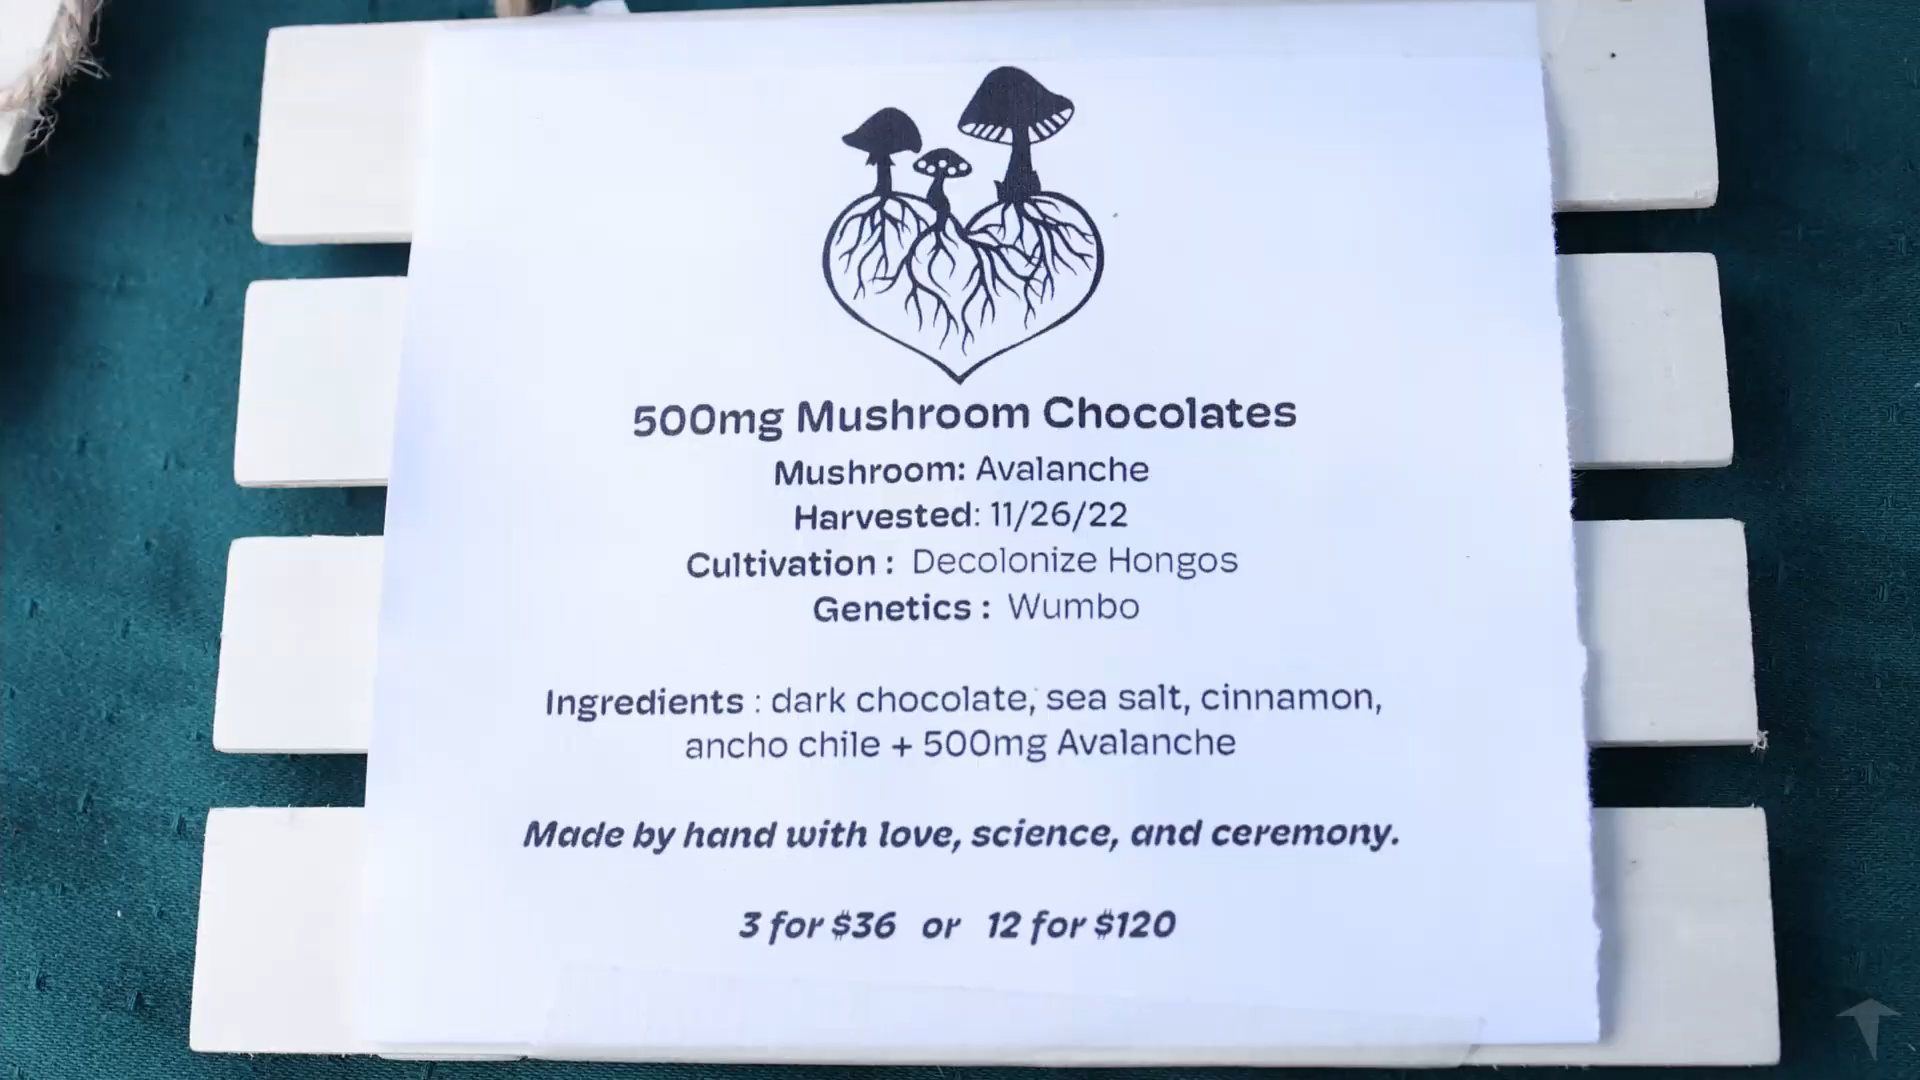 500mg Mushroom Chocolates
Mushroom: Avalanche
Harvested: 11/26/22
Cultivation : Decolonize Hongos
Genetics : Wumbo
Ingredients : dark chocolate, sea salt, cinnamon,
ancho chile + 500mg Avalanche
Made by hand with love, science, and ceremony.
3 for $36 or 12 for $120